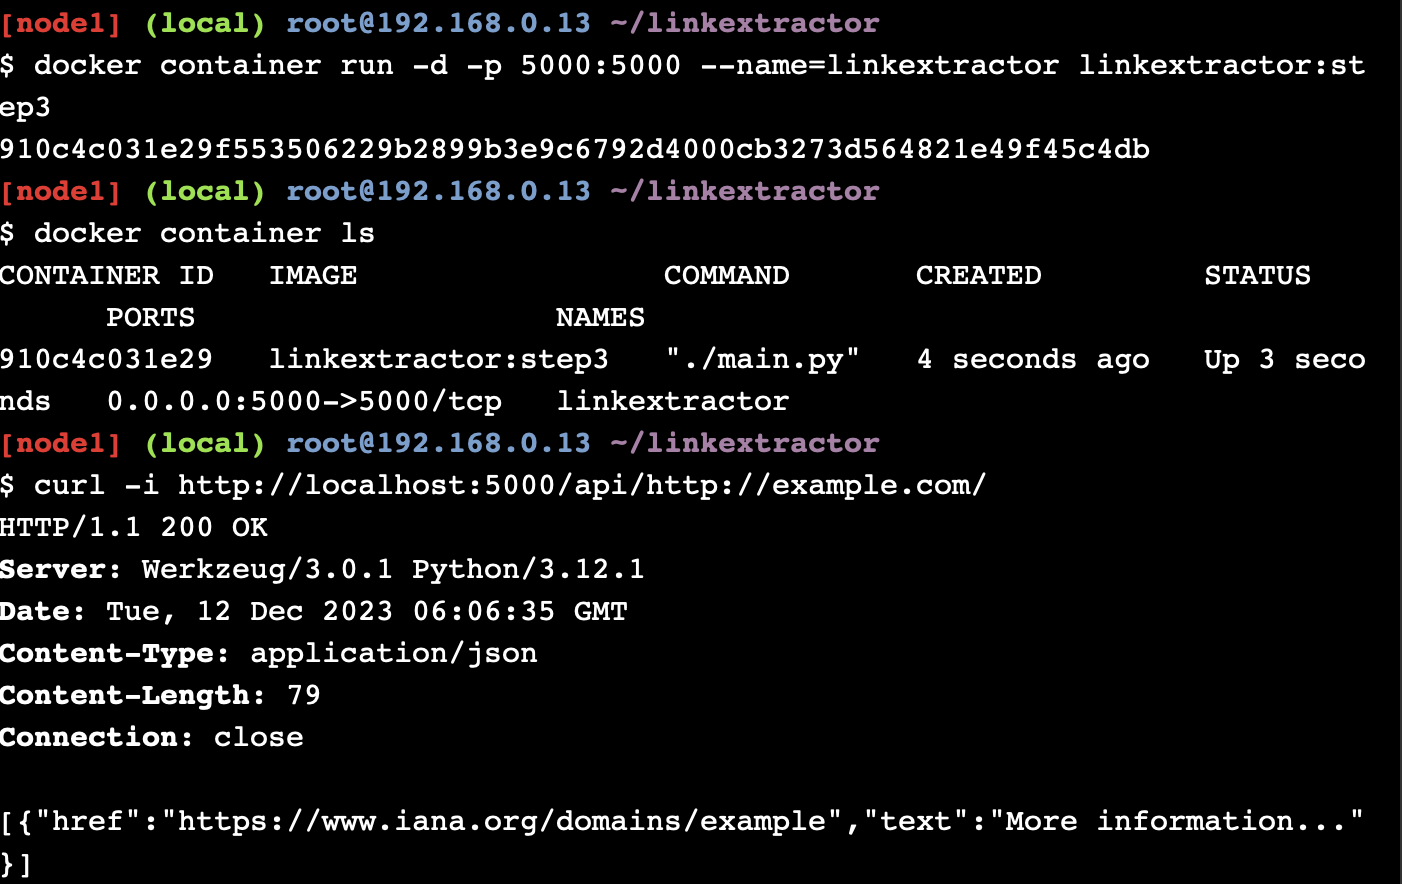 [node1] (local) root@192.168.0.13 ~/linkextractor
$ docker container run -d -p 5000:5000 --name=linkextractor linkextractor:st
ep3
910c4c031e29f553506229b2899b3e9c6792d4000cb3273d564821e49f45c4db
[node1] (local) root@192.168.0.13 ~/linkextractor
$ docker container ls
CONTAINER ID   IMAGE                 COMMAND       CREATED         STATUS
      PORTS                    NAMES
910c4c031e29   linkextractor:step3   "./main.py"   4 seconds ago   Up 3 seco
nds   0.0.0.0:5000->5000/tcp   linkextractor
[node1] (local) root@192.168.0.13 ~/linkextractor
$ curl -i http://localhost:5000/api/http://example.com/
HTTP/1.1 200 OK
Server: Werkzeug/3.0.1 Python/3.12.1
Date: Tue, 12 Dec 2023 06:06:35 GMT
Content-Type: application/json
Content-Length: 79
Connection: close

[{"href":"https://www.iana.org/domains/example","text":"More information..."
}]